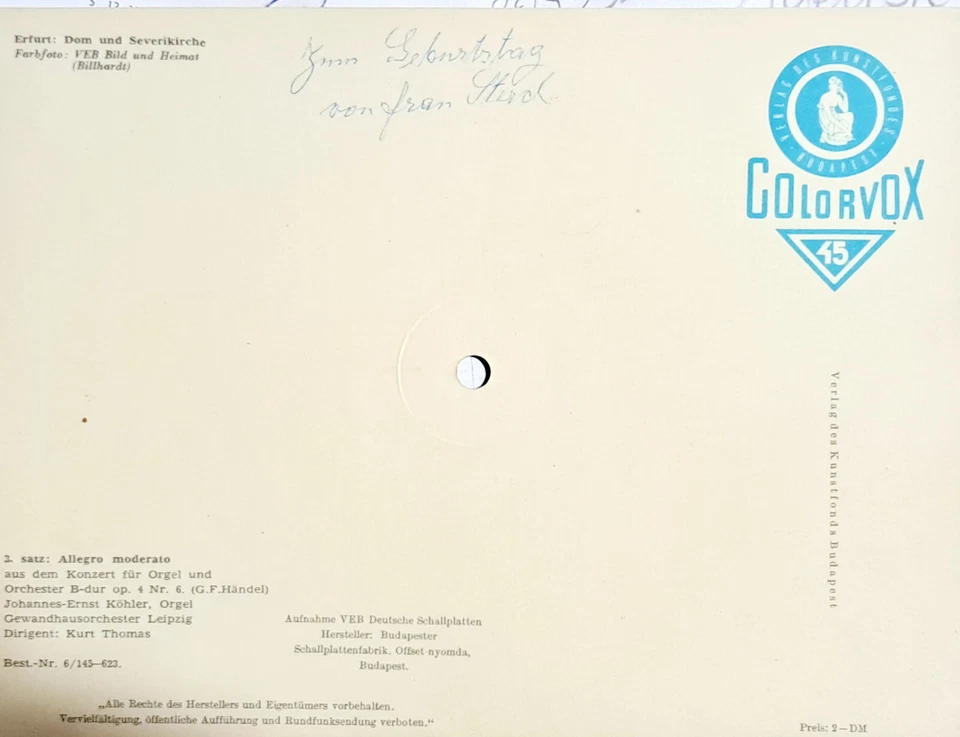 Erfurt: Dom und Severikirche
Farbfoto: VEB Bild und Heimat
(Billhardt)
Zum Geburtstag
von frau
VERLAG DES KUNSTFONDES
BUDAPEST
COLORVOX
45
Verlag des Kunstfonds Budapest
3. satz: Allegro moderato
aus dem Konzert für Orgel und
Orchester B-dur op. 4 Nr. 6. (G.F.Händel)
Johannes-Ernst Köhler, Orgel
Gewandhausorchester Leipzig
Dirigent: Kurt Thomas
Best.-Nr. 6/145—623.
Aufnahme VEB Deutsche Schallplatten
Hersteller: Budapester
Schallplattenfabrik. Offset-nyomda,
Budapest.
„Alle Rechte des Herstellers und Eigentümers vorbehalten.
Vervielfältigung, öffentliche Aufführung und Rundfunksendung verboten.“
Preis: 2—DM